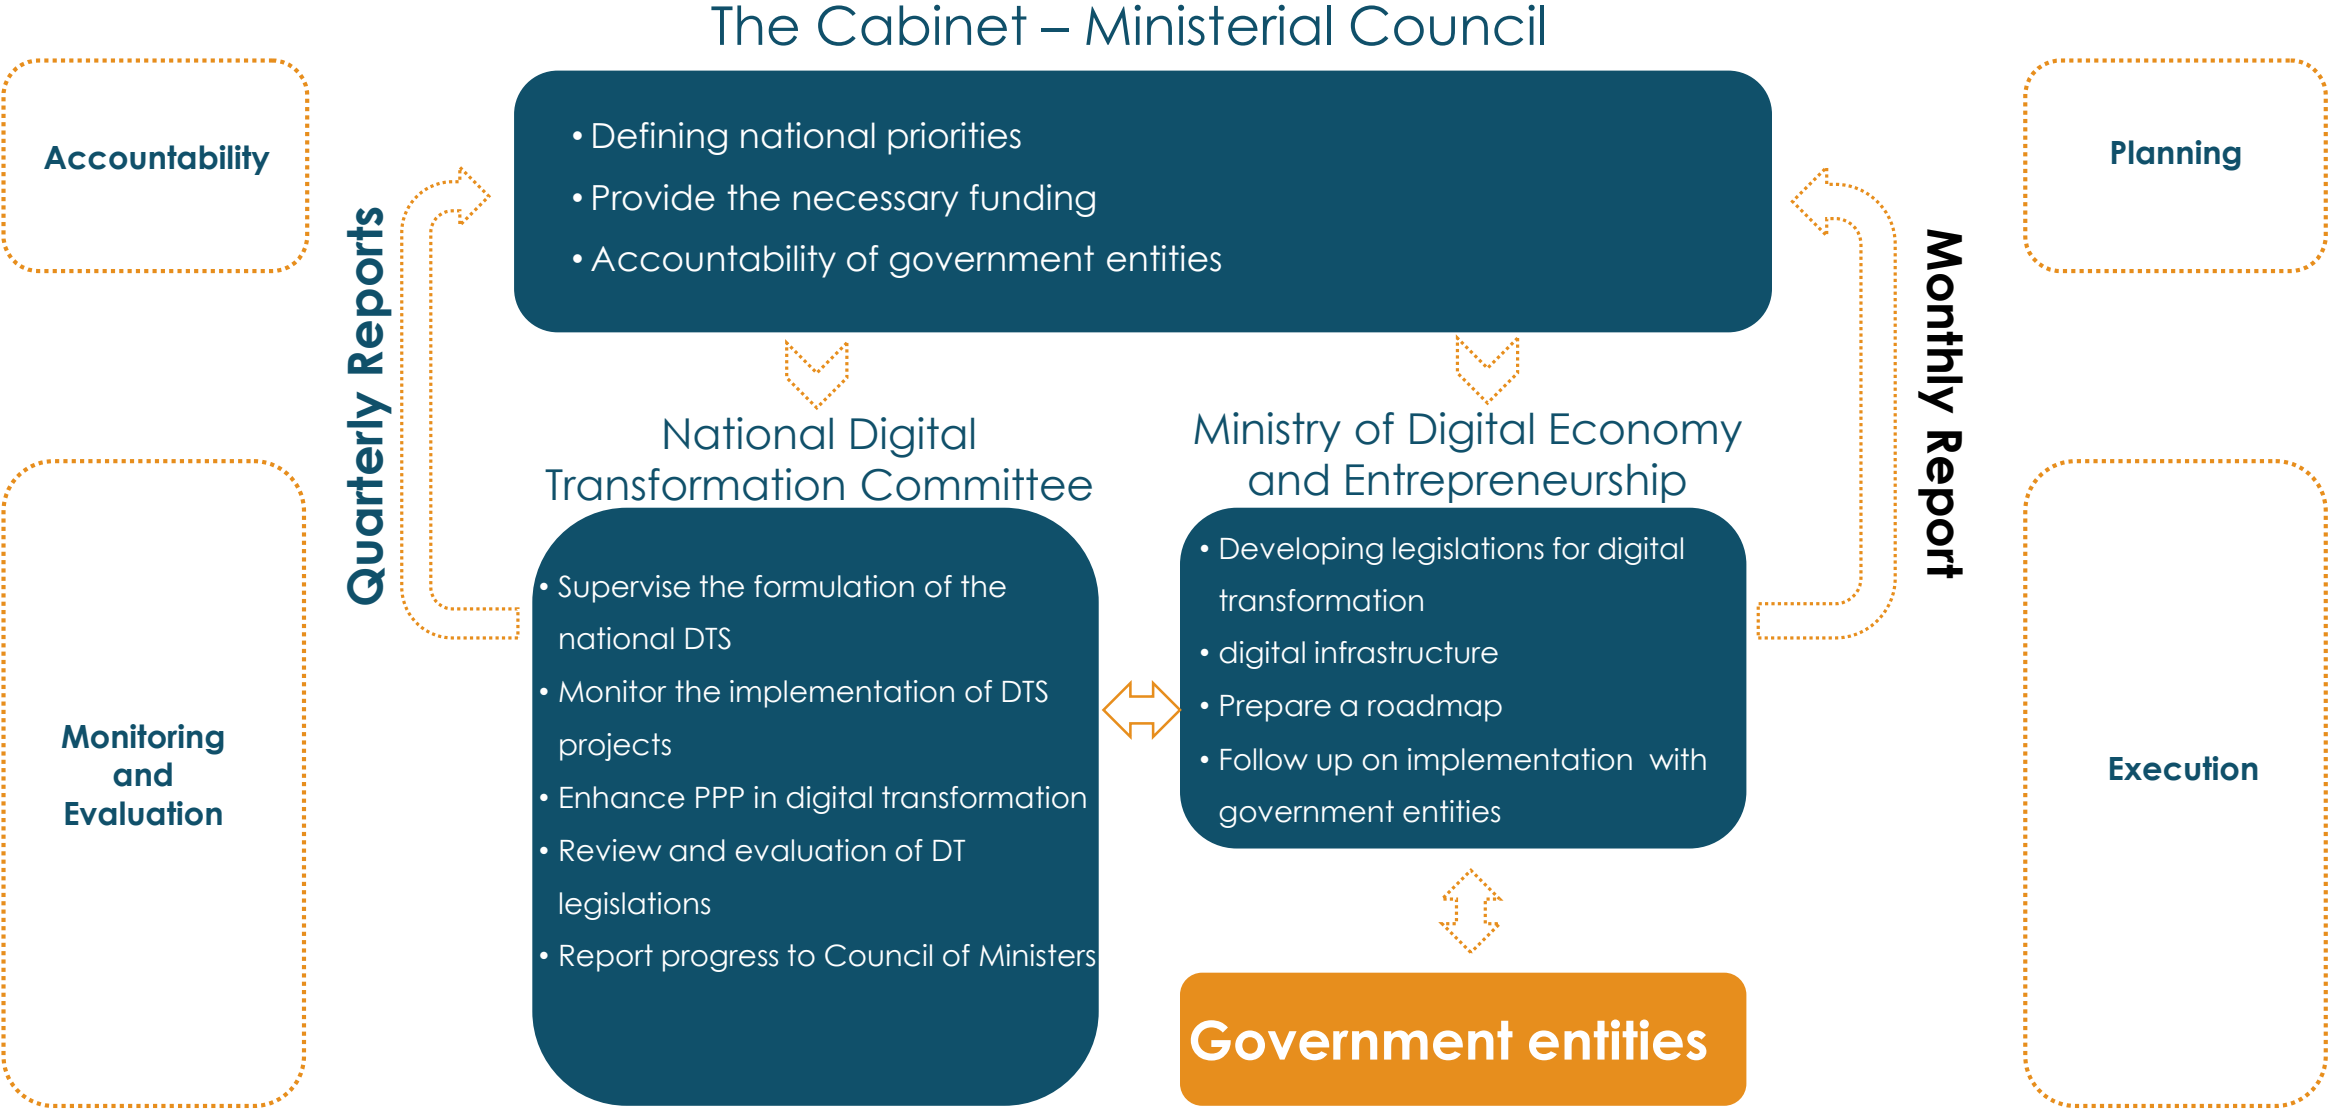 The Cabinet – Ministerial Council
Accountability
• Defining national priorities
• Provide the necessary funding
• Accountability of government entities
Planning
Quarterly Reports
Monthly Report
National Digital
Transformation Committee
Ministry of Digital Economy
and Entrepreneurship
Monitoring
and
Evaluation
• Supervise the formulation of the
national DTS
• Monitor the implementation of DTS
projects
• Enhance PPP in digital transformation
• Review and evaluation of DT
legislations
• Report progress to Council of Ministers
• Developing legislations for digital
transformation
• digital infrastructure
• Prepare a roadmap
• Follow up on implementation  with
government entities
Execution
Government entities